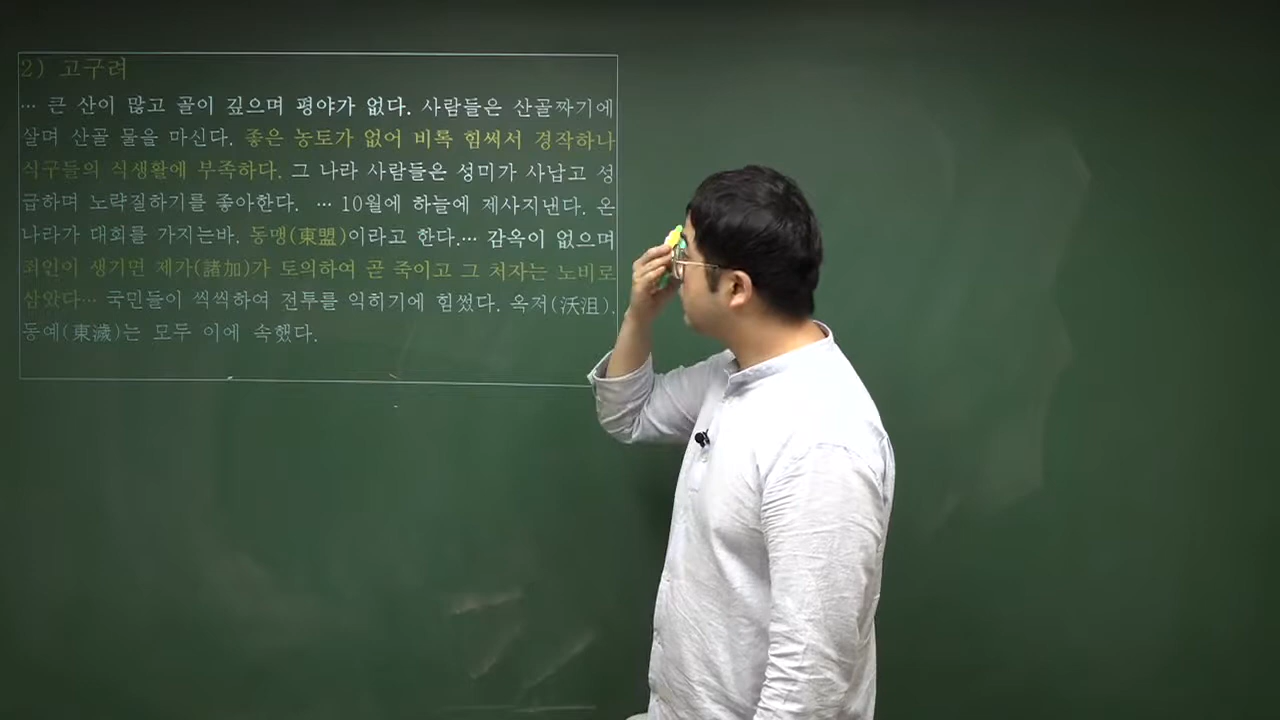 2) 고구려
… 큰 산이 많고 골이 깊으며 평야가 없다. 사람들은 산골짜기에
살며 산골 물을 마신다. 좋은 농토가 없어 비록 힘써서 경작하나
식구들의 식생활에 부족하다. 그 나라 사람들은 성미가 사납고 성
급하며 노략질하기를 좋아한다. … 10월에 하늘에 제사지낸다. 온
나라가 대회를 가지는바. 동맹(東盟)이라고 한다.… 감옥이 없으며
죄인이 생기면 제가(諸加)가 토의하여 곧 죽이고 그 처자는 노비로
삼았다… 국민들이 씩씩하여 전투를 익히기에 힘썼다. 옥저(沃沮),
동예(東濊)는 모두 이에 속했다.